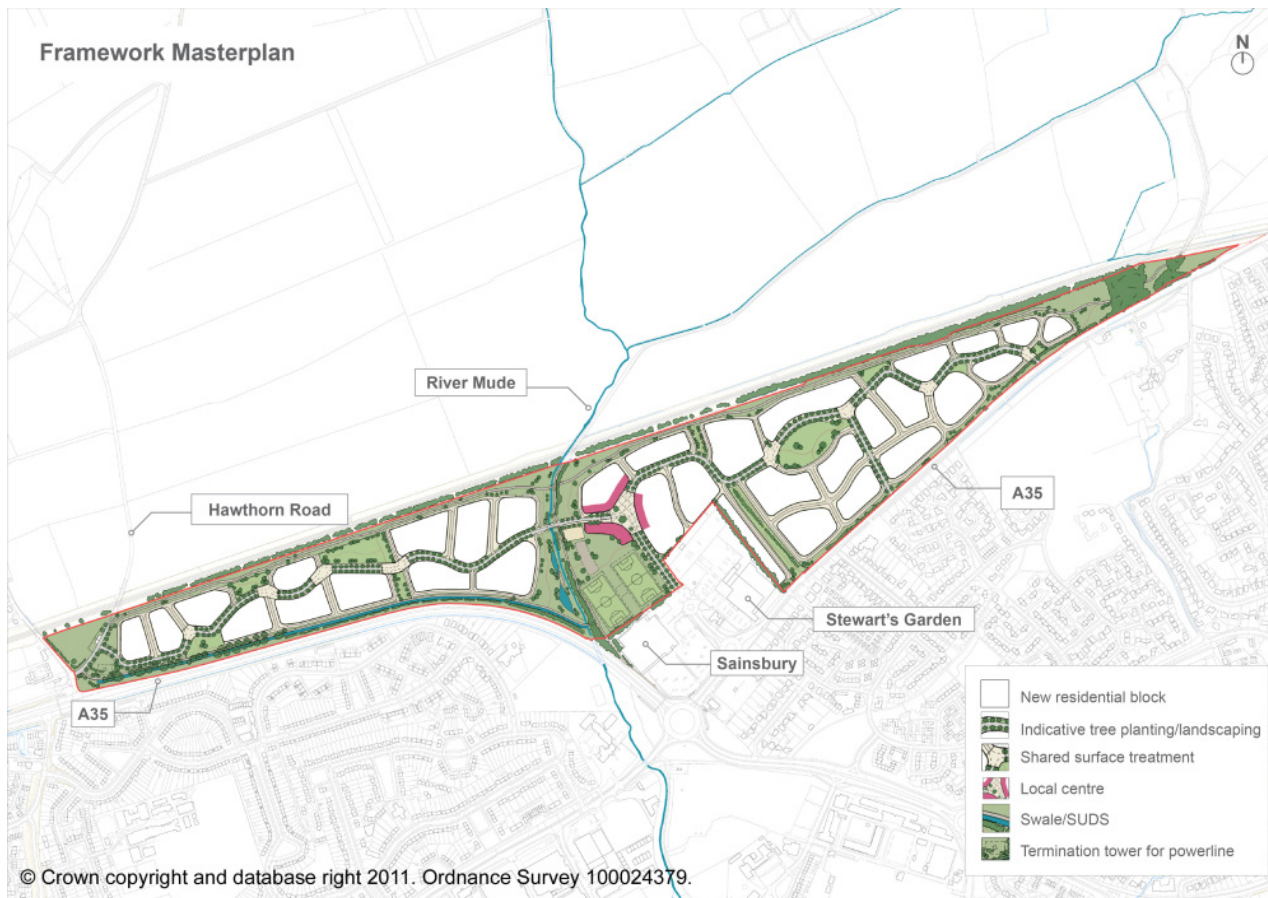 Framework Masterplan
N
River Mude
Hawthorn Road
A35
Stewart's Garden
Sainsbury
A35
New residential block
Indicative tree planting/landscaping
Shared surface treatment
Local centre
Swale/SUDS
Termination tower for powerline
© Crown copyright and database right 2011. Ordnance Survey 100024379.